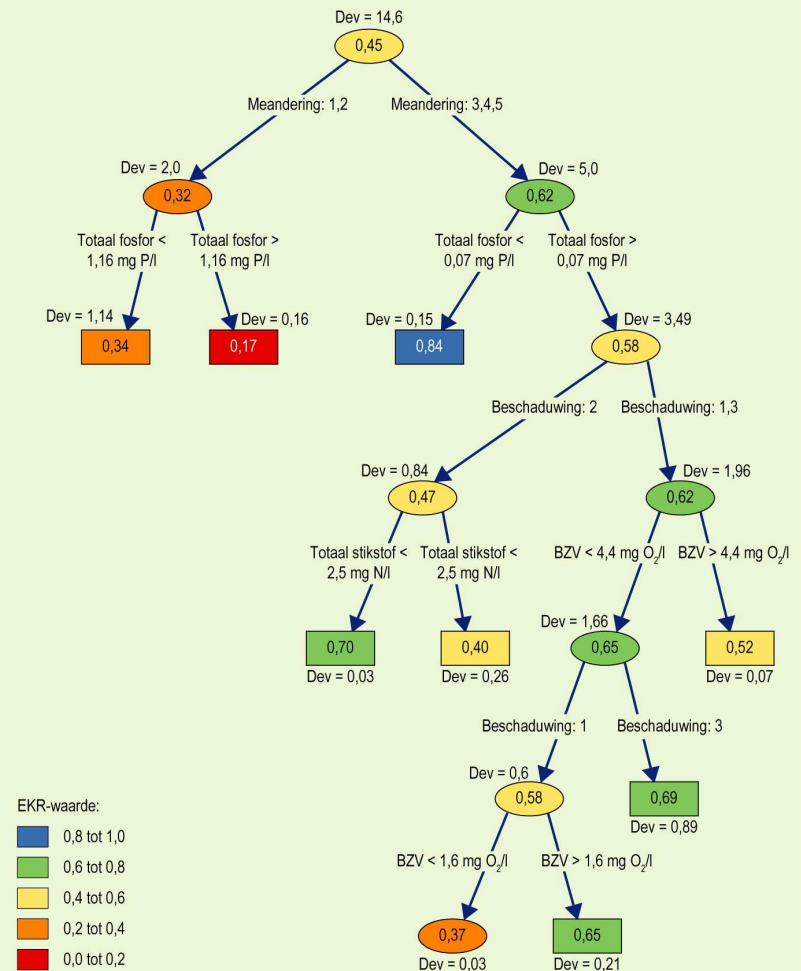 Dev = 14,6
0,45
Meandering: 1,2
Meandering: 3,4,5
Dev = 2,0
0,32
Dev = 5,0
0,62
Totaal fosfor <
1,16 mg P/l
Totaal fosfor >
1,16 mg P/l
Totaal fosfor <
0,07 mg P/l
Totaal fosfor >
0,07 mg P/l
Dev = 1,14
0,34
Dev = 0,16
0,17
Dev = 0,15
0,84
Dev = 3,49
0,58
Beschaduwing: 2
Beschaduwing: 1,3
Dev = 0,84
0,47
Dev = 1,96
0,62
Totaal stikstof <
2,5 mg N/l
Totaal stikstof <
2,5 mg N/l
BZV < 4,4 mg O₂/l
BZV > 4,4 mg O₂/l
0,70
Dev = 0,03
0,40
Dev = 0,26
Dev = 1,66
0,65
0,52
Dev = 0,07
Beschaduwing: 1
Beschaduwing: 3
Dev = 0,6
0,58
0,69
Dev = 0,89
BZV < 1,6 mg O₂/l
BZV > 1,6 mg O₂/l
0,37
Dev = 0,03
0,65
Dev = 0,21
EKR-waarde:
0,8 tot 1,0
0,6 tot 0,8
0,4 tot 0,6
0,2 tot 0,4
0,0 tot 0,2